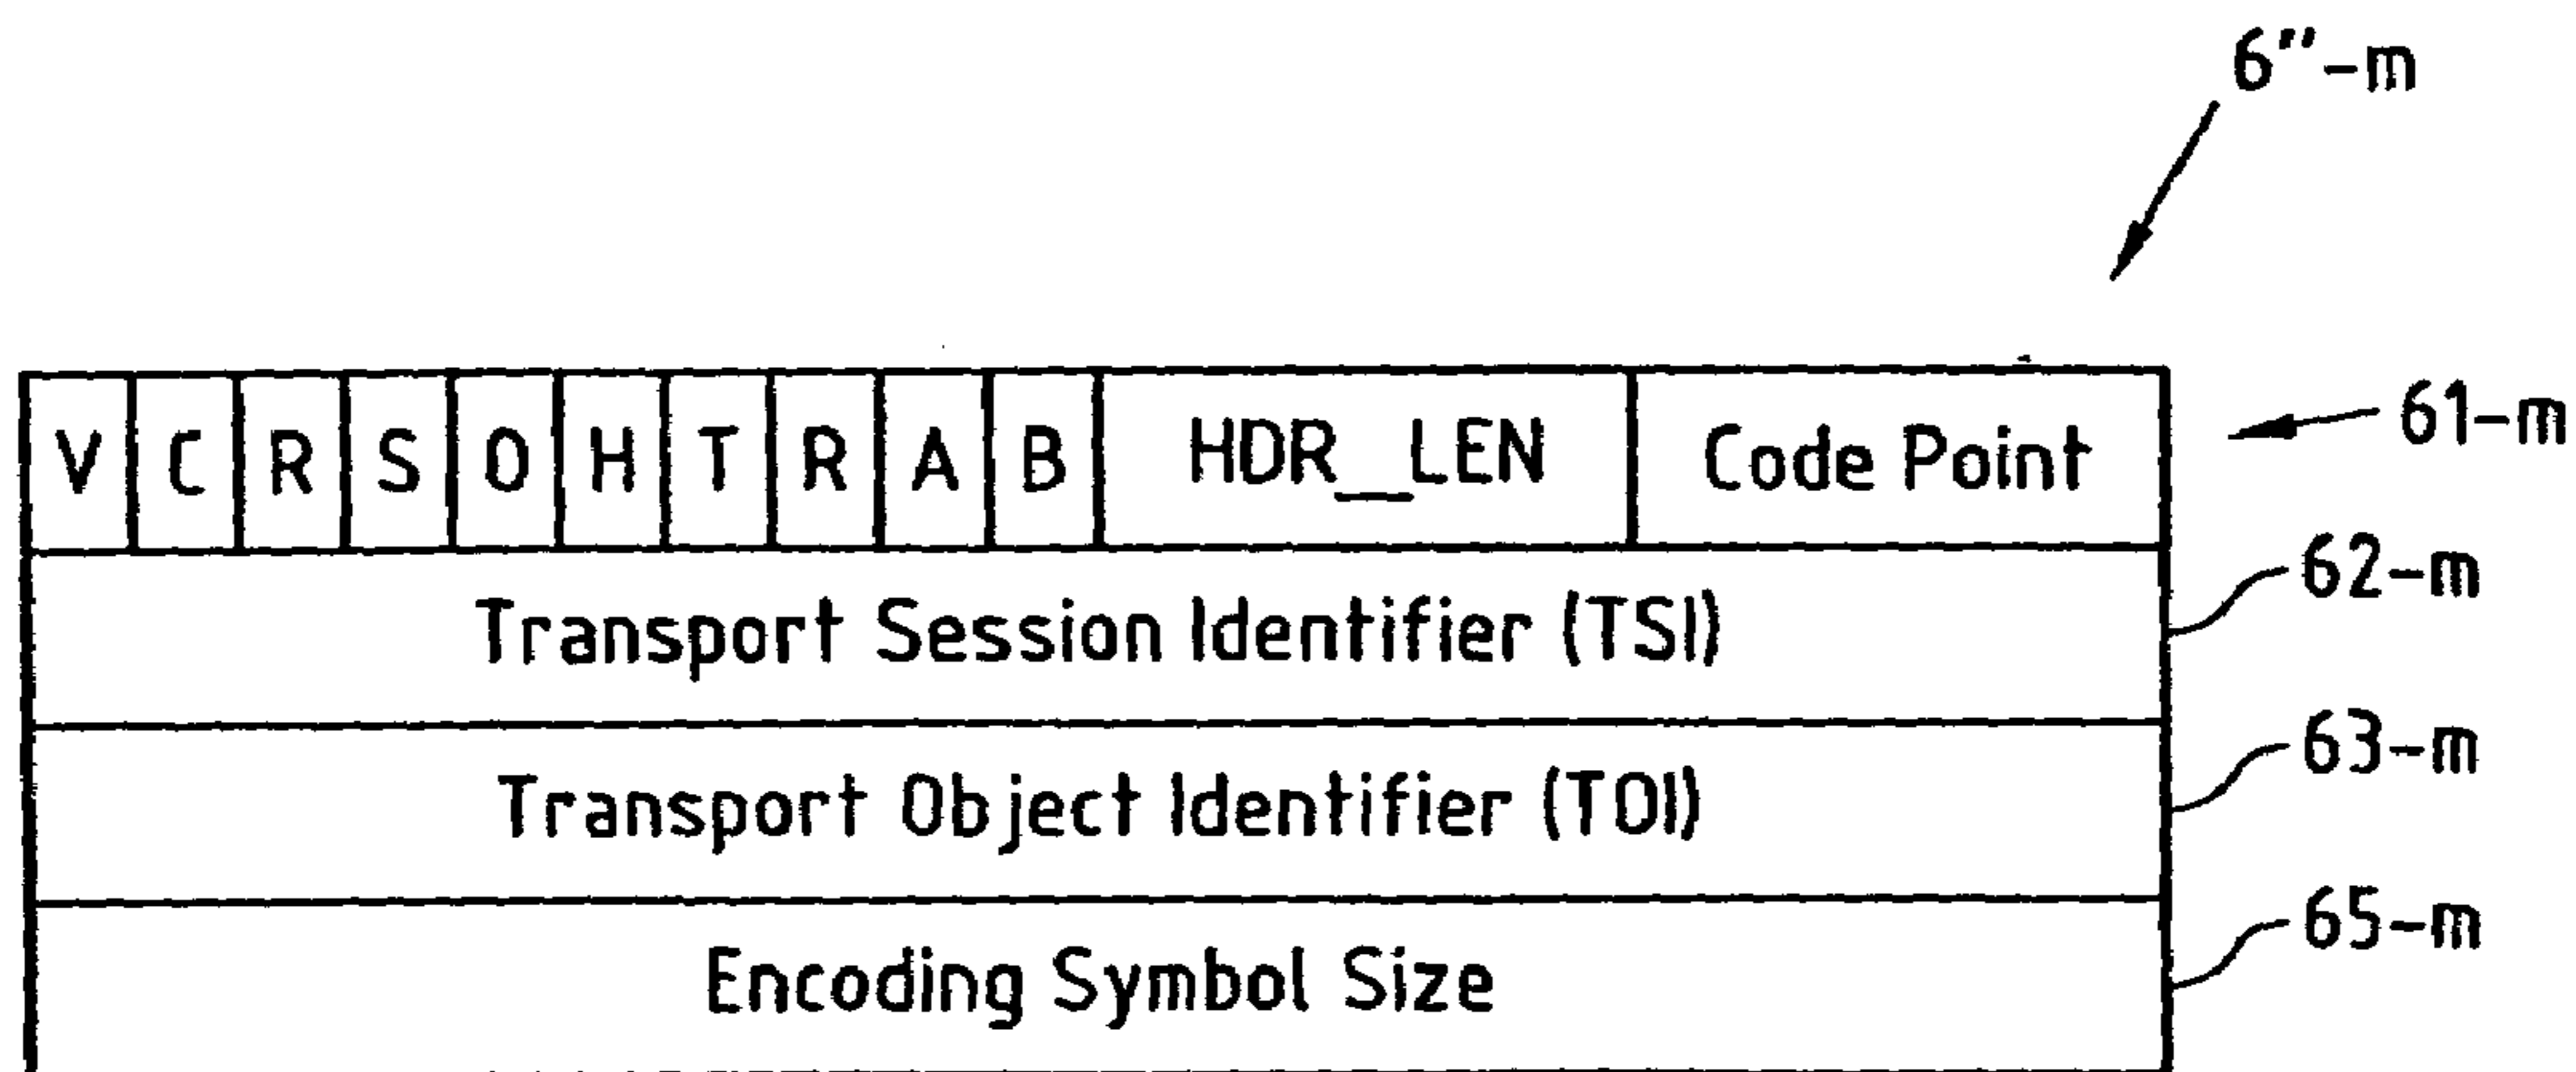 6''-m
V C R S O H T R A B HDR_LEN Code Point 61-m
Transport Session Identifier (TSI) 62-m
Transport Object Identifier (TOI) 63-m
Encoding Symbol Size 65-m